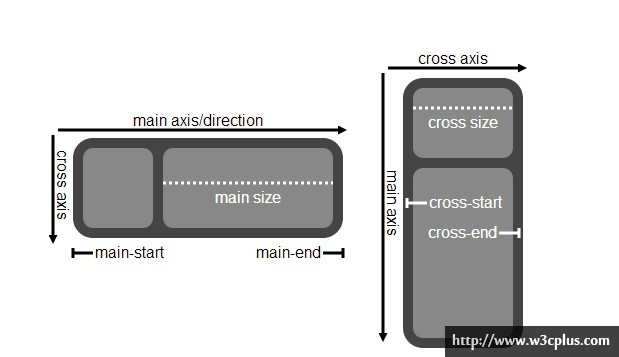 main axis/direction
cross axis
main size
main-start
main-end
cross axis
main axis
cross size
cross-start
cross-end
http://www.w3cplus.com